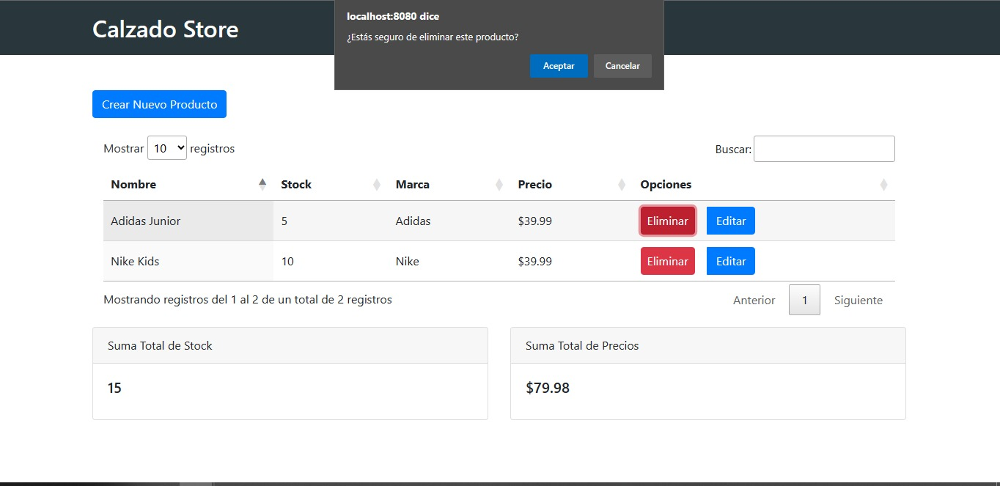 Calzado Store
localhost:8080 dice
¿Estás seguro de eliminar este producto?
Aceptar Cancelar
Crear Nuevo Producto
Mostrar 10 registros Buscar:
Nombre Stock Marca Precio Opciones
Adidas Junior 5 Adidas $39.99 Eliminar Editar
Nike Kids 10 Nike $39.99 Eliminar Editar
Mostrando registros del 1 al 2 de un total de 2 registros Anterior 1 Siguiente
Suma Total de Stock Suma Total de Precios
15 $79.98